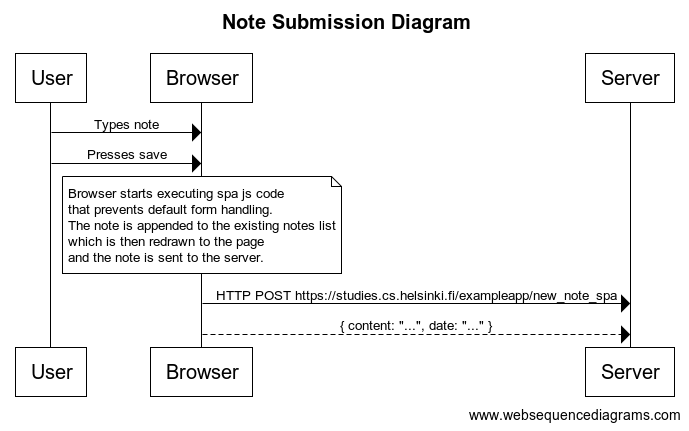 Note Submission Diagram
User
Browser
Server
Types note
Presses save
Browser starts executing spa js code
that prevents default form handling.
The note is appended to the existing notes list
which is then redrawn to the page
and the note is sent to the server.
HTTP POST https://studies.cs.helsinki.fi/exampleapp/new_note_spa
{ content: "...", date: "..." }
User
Browser
Server
www.websequencediagrams.com